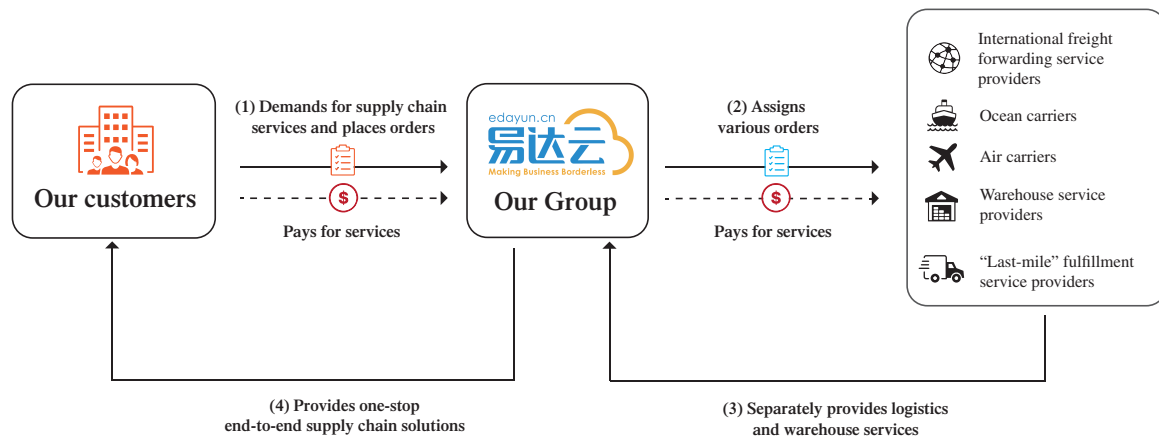 (1) Demands for supply chain
services and places orders
$
Pays for services
Our customers
edayun.cn
易达云
Making Business Borderless
Our Group
(2) Assigns
various orders
$
Pays for services
International freight
forwarding service
providers
Ocean carriers
Air carriers
Warehouse service
providers
“Last-mile” fulfillment
service providers
(4) Provides one-stop
end-to-end supply chain solutions
(3) Separately provides logistics
and warehouse services